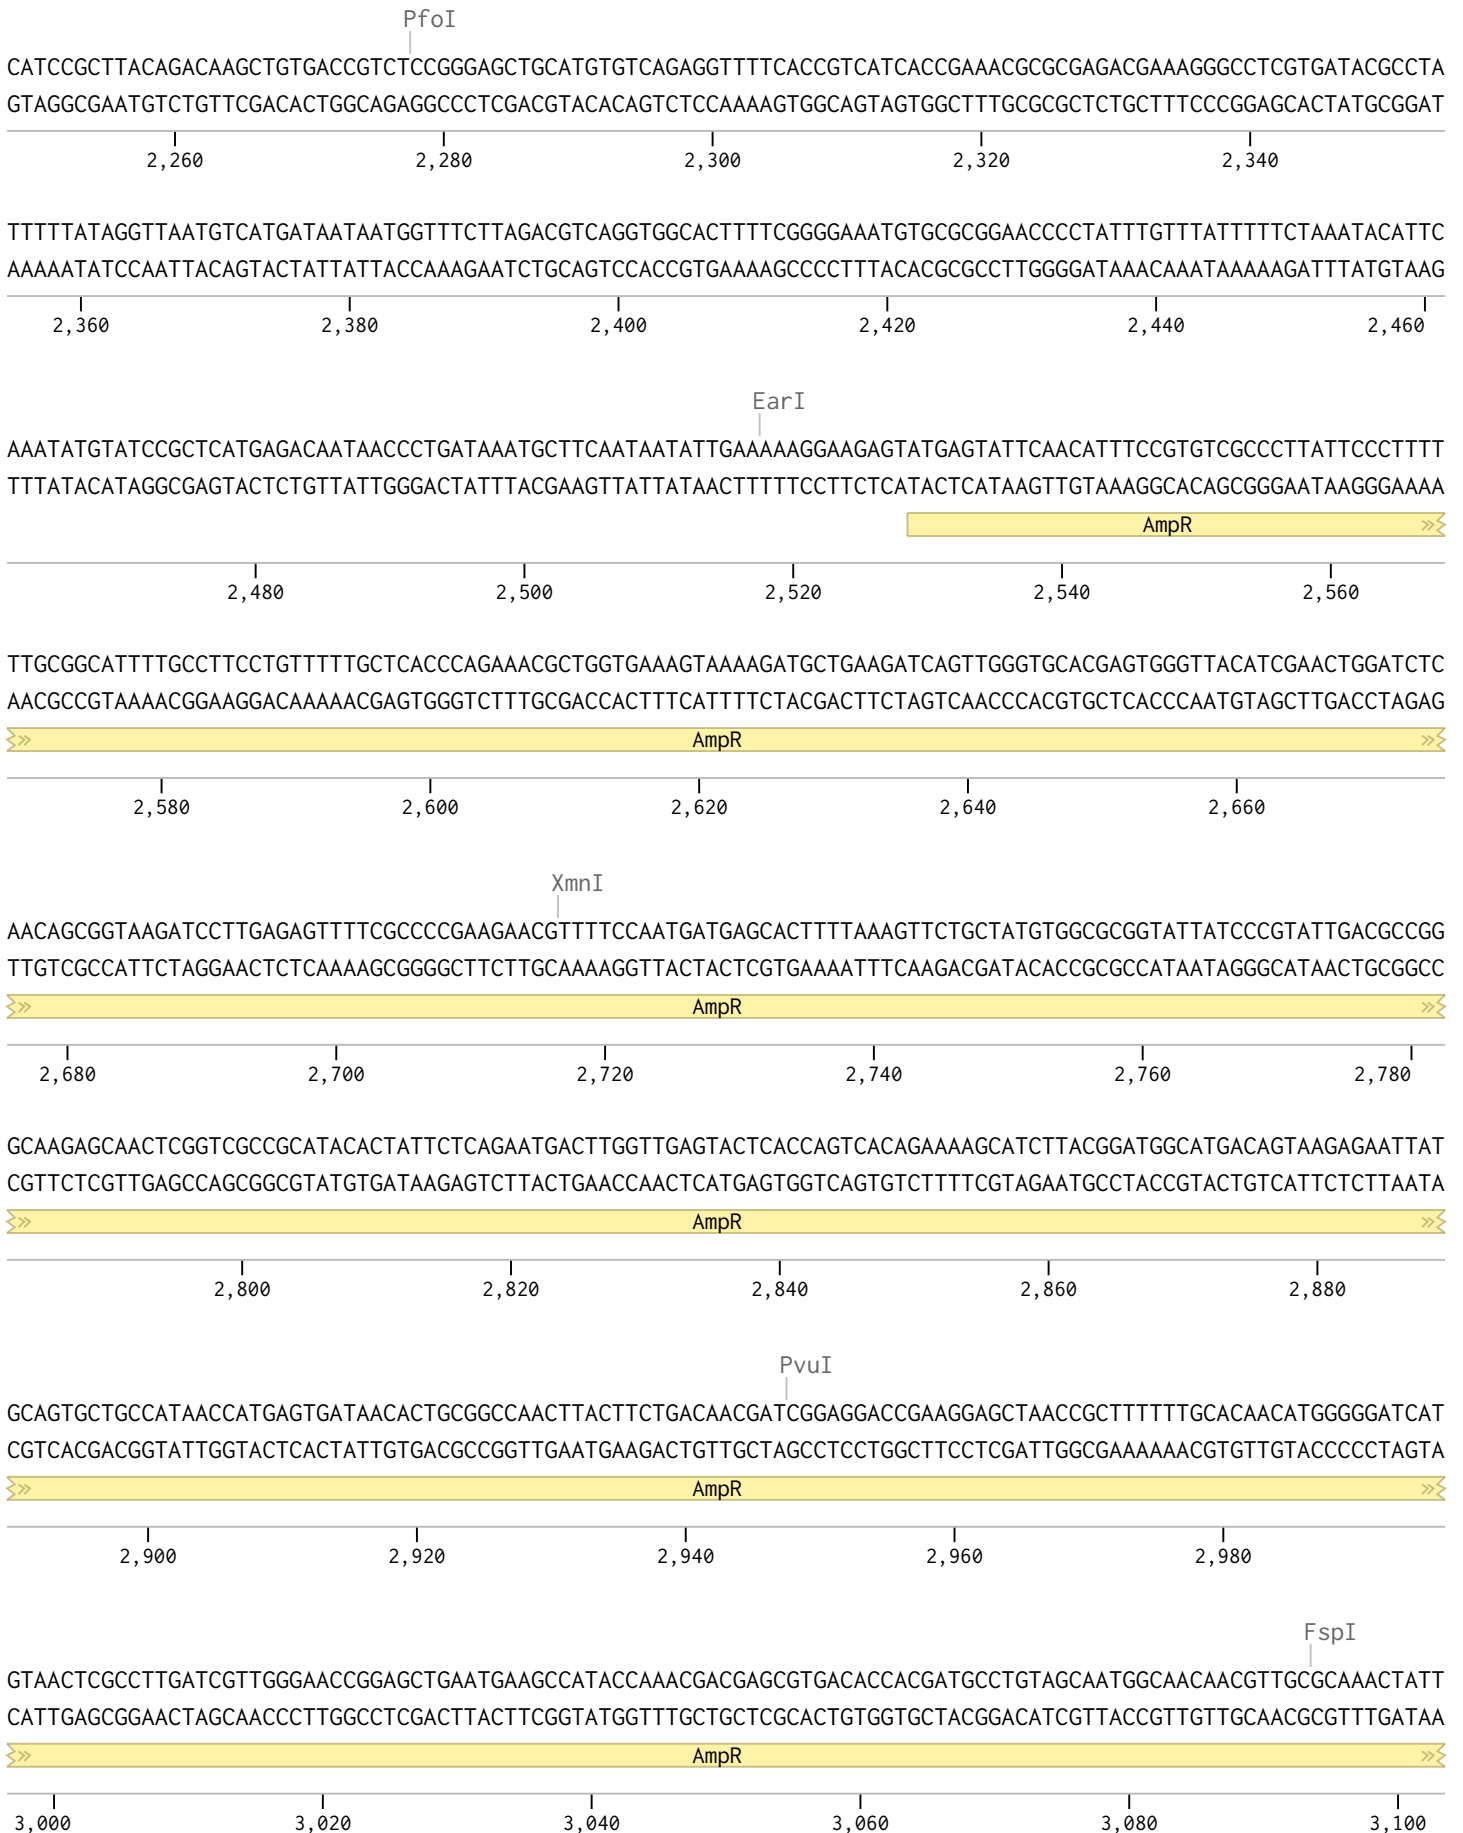 PfoI
CATCCGCTTACAGACAAGCTGTGACCGTCTCCGGGAGCTGCATGTGTCAGAGGTTTTCACCGTCATCACCGAAACGCGCGAGACGAAAGGGCCTCGTGATACGCCTA
GTAGGCGAATGTCTGTTCGACACTGGCAGAGGCCCTCGACGTACACAGTCTCCAAAAGTGGCAGTAGTGGCTTTGCGCGCTCTGCTTTCCCGGAGCACTATGCGGAT
2,260 2,280 2,300 2,320 2,340
TTTTTATAGGTTAATGTCATGATAATAATGGTTTCTTAGACGTCAGGTGGCACTTTTCGGGGAAATGTGCGCGGAACCCCTATTTGTTTATTTTTCTAAATACATTC
AAAAATATCCAATTACAGTACTATTATTACCAAAGAATCTGCAGTCCACCGTGAAAAGCCCCTTTACACGCGCCTTGGGGATAAACAAATAAAAAGATTTATGTAAG
2,360 2,380 2,400 2,420 2,440 2,460
EarI
AAATATGTATCCGCTCATGAGACAATAACCCTGATAAATGCTTCAATAATATTGAAAAAGGAAGAGTATGAGTATTCAACATTTCCGTGTCGCCCTTATTCCCTTTT
TTTATACATAGGCGAGTACTCTGTTATTGGGACTATTTACGAAGTTATTATAACTTTTTCCTTCTCATACTCATAAGTTGTAAAGGCACAGCGGGAATAAGGGAAAA
AmpR
2,480 2,500 2,520 2,540 2,560
TTGCGGCATTTTGCCTTCCTGTTTTTGCTCACCCAGAAACGCTGGTGAAAGTAAAAGATGCTGAAGATCAGTTGGGTGCACGAGTGGGTTACATCGAACTGGATCTC
AACGCCGTAAAACGGAAGGACAAAAACGAGTGGGTCTTTGCGACCACTTTCATTTTCTACGACTTCTAGTCAACCCACGTGCTCACCCAATGTAGCTTGACCTAGAG
AmpR
2,580 2,600 2,620 2,640 2,660
XmnI
AACAGCGGTAAGATCCTTGAGAGTTTTCGCCCCGAAGAACGTTTTCCAATGATGAGCACTTTTAAAGTTCTGCTATGTGGCGCGGTATTATCCCGTATTGACGCCGG
TTGTCGCCATTCTAGGAACTCTCAAAAGCGGGGCTTCTTGCAAAAGGTTACTACTCGTGAAAATTTCAAGACGATACACCGCGCCATAATAGGGCATAACTGCGGCC
AmpR
2,680 2,700 2,720 2,740 2,760 2,780
GCAAGAGCAACTCGGTCGCCGCATACACTATTCTCAGAATGACTTGGTTGAGTACTCACCAGTCACAGAAAAGCATCTTACGGATGGCATGACAGTAAGAGAATTAT
CGTTCTCGTTGAGCCAGCGGCGTATGTGATAAGAGTCTTACTGAACCAACTCATGAGTGGTCAGTGTCTTTTCGTAGAATGCCTACCGTACTGTCATTCTCTTAATA
AmpR
2,800 2,820 2,840 2,860 2,880
PvuI
GCAGTGCTGCCATAACCATGAGTGATAACACTGCGGCCAACTTACTTCTGACAACGATCGGAGGACCGAAGGAGCTAACCGCTTTTTTGCACAACATGGGGGATCAT
CGTCACGACGGTATTGGTACTCACTATTGTGACGCCGGTTGAATGAAGACTGTTGCTAGCCTCCTGGCTTCCTCGATTGGCGAAAAAACGTGTTGTACCCCCTAGTA
AmpR
2,900 2,920 2,940 2,960 2,980
FspI
GTAACTCGCCTTGATCGTTGGGAACCGGAGCTGAATGAAGCCATACCAAACGACGAGCGTGACACCACGATGCCTGTAGCAATGGCAACAACGTTGCGCAAACTATT
CATTGAGCGGAACTAGCAACCCTTGGCCTCGACTTACTTCGGTATGGTTTGCTGCTCGCACTGTGGTGCTACGGACATCGTTACCGTTGTTGCAACGCGTTTGATAA
AmpR
3,000 3,020 3,040 3,060 3,080 3,100